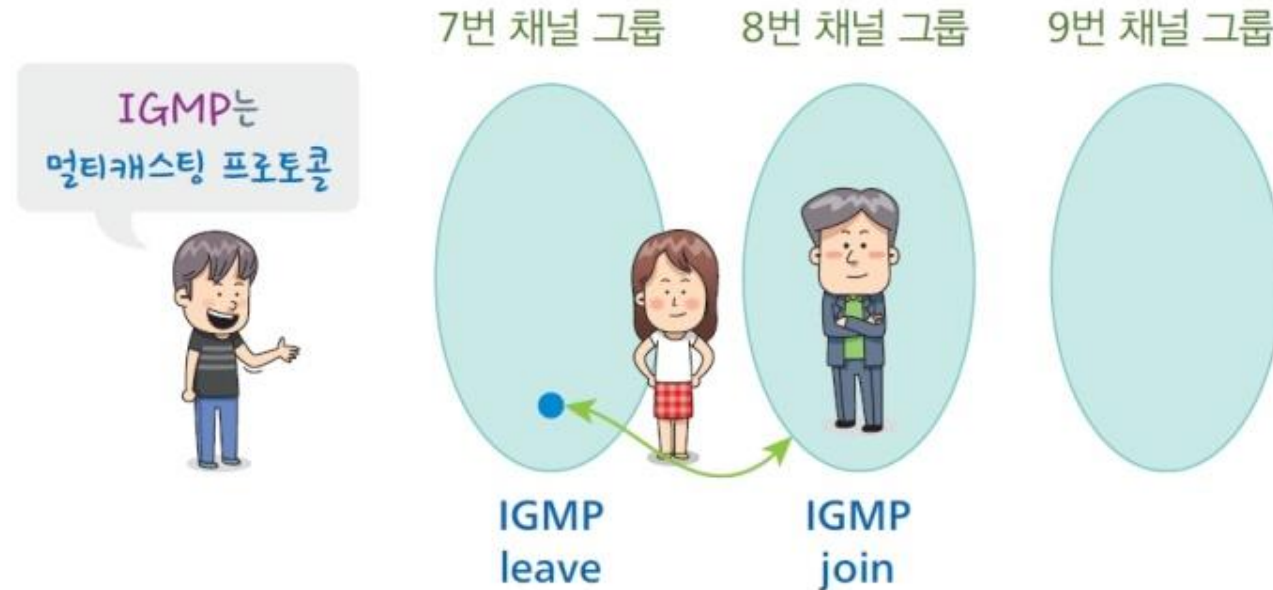 7번 채널 그룹
8번 채널 그룹
9번 채널 그룹
IGMP는
멀티캐스팅 프로토콜
IGMP
leave
IGMP
join